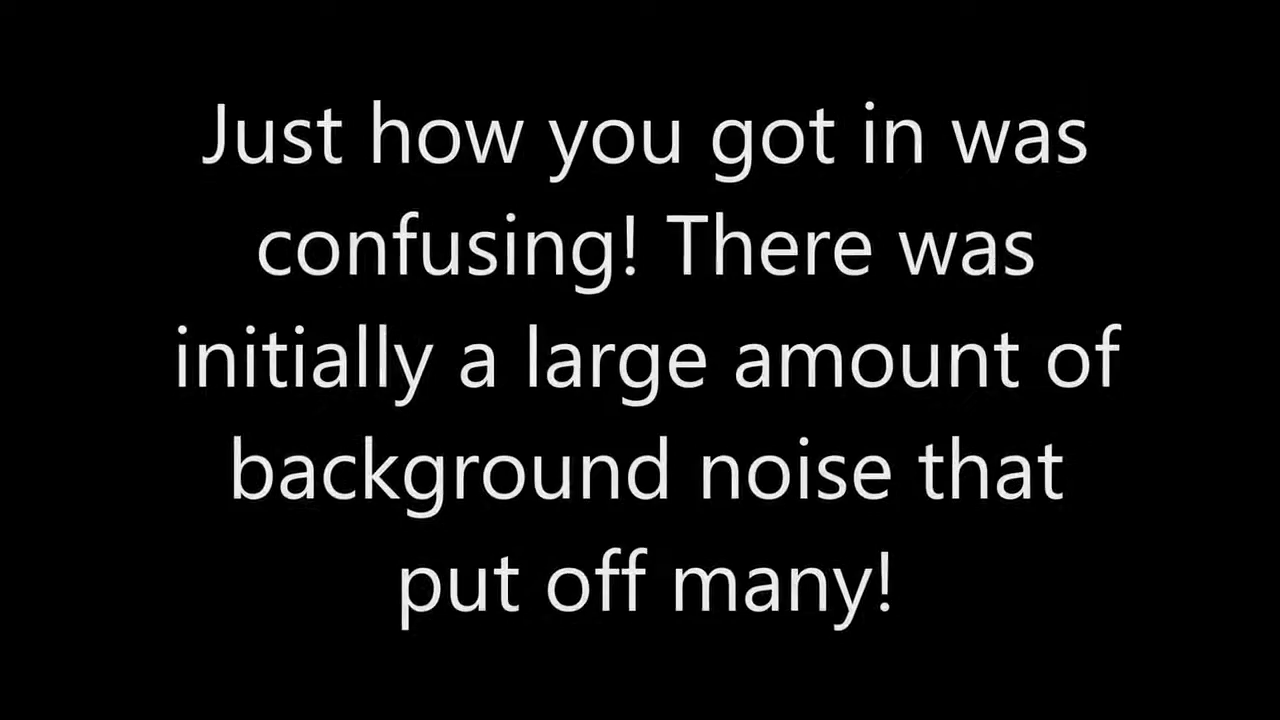 Just how you got in was
confusing! There was
initially a large amount of
background noise that
put off many!